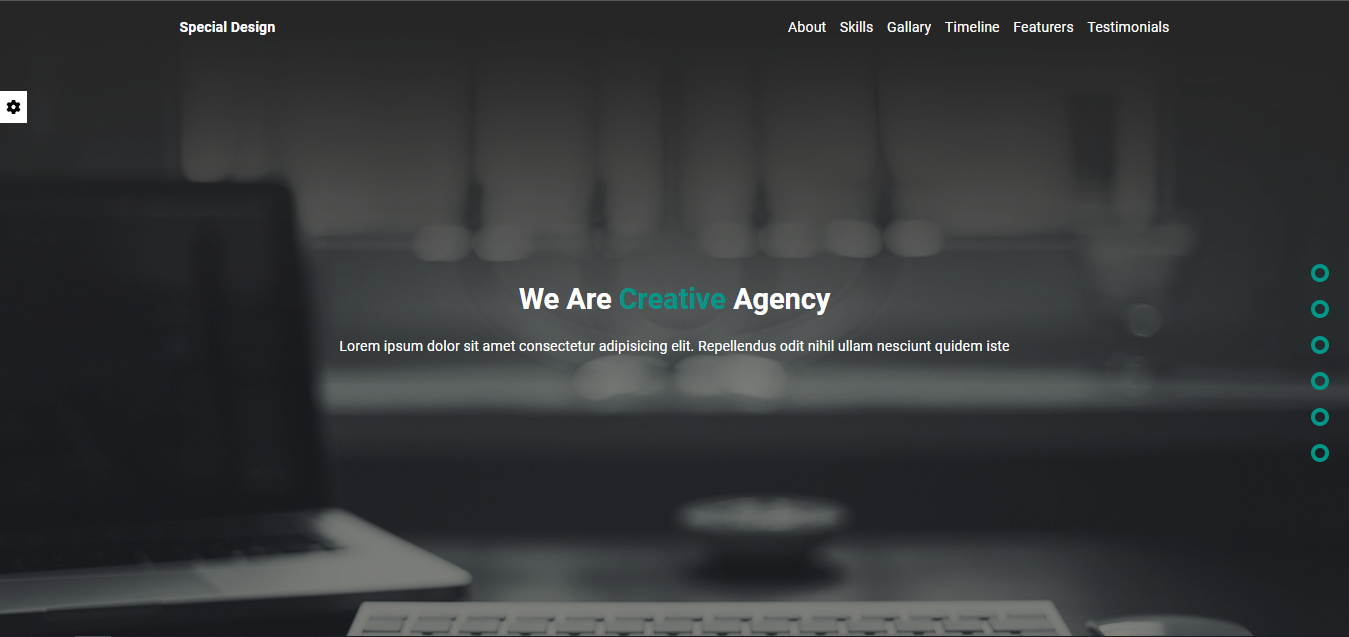 Special Design
About Skills Gallary Timeline Featurers Testimonials
We Are Creative Agency
Lorem ipsum dolor sit amet consectetur adipisicing elit. Repellendus odit nihil ullam nesciunt quidem iste